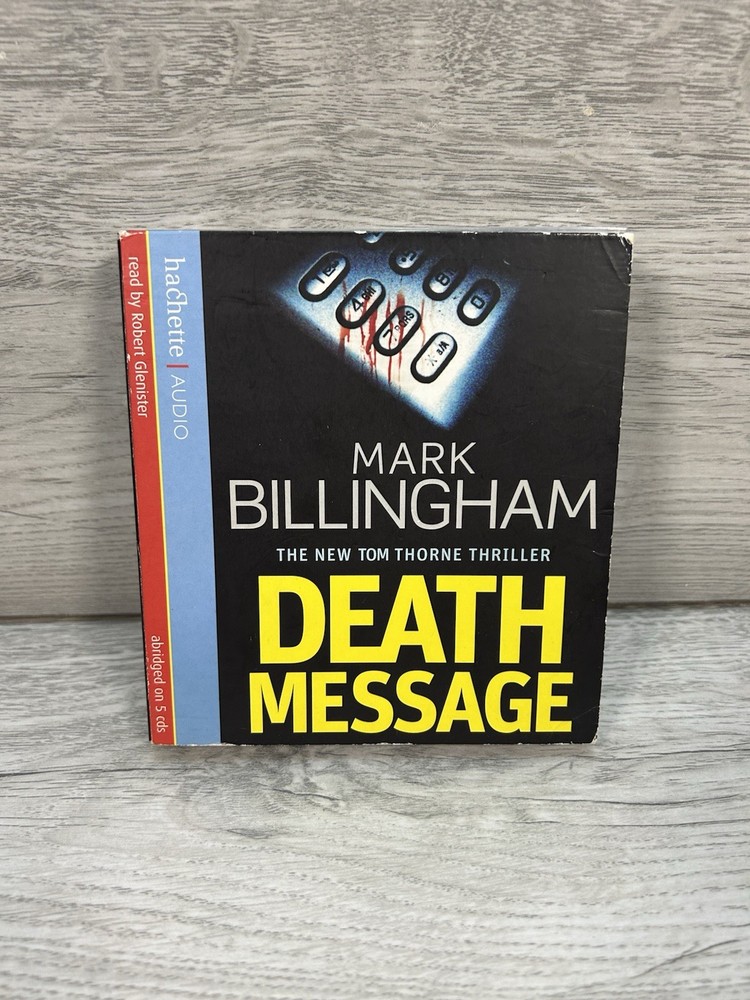 read by Robert Glenister
abridged on 5 cds
hachette | AUDIO
MARK
BILLINGHAM
THE NEW TOM THORNE THRILLER
DEATH
MESSAGE